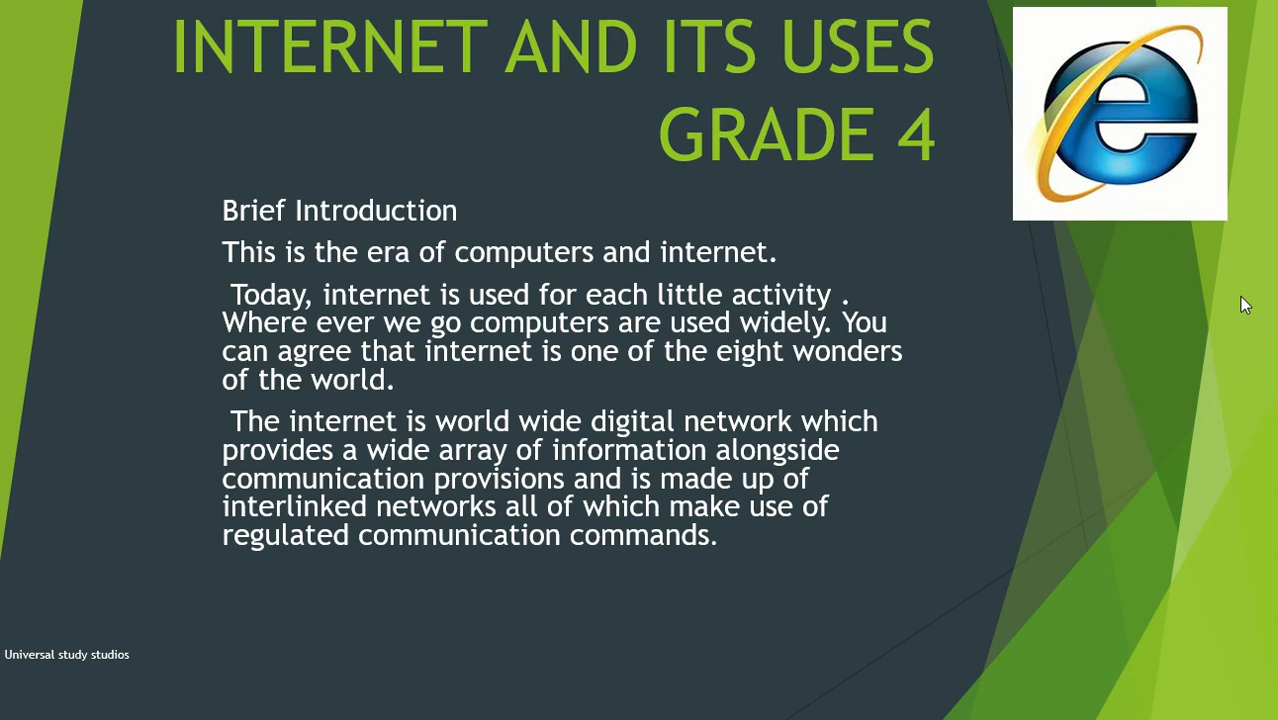 INTERNET AND ITS USES
GRADE 4
Brief Introduction
This is the era of computers and internet.
Today, internet is used for each little activity .
Where ever we go computers are used widely. You
can agree that internet is one of the eight wonders
of the world.
The internet is world wide digital network which
provides a wide array of information alongside
communication provisions and is made up of
interlinked networks all of which make use of
regulated communication commands.
Universal study studios